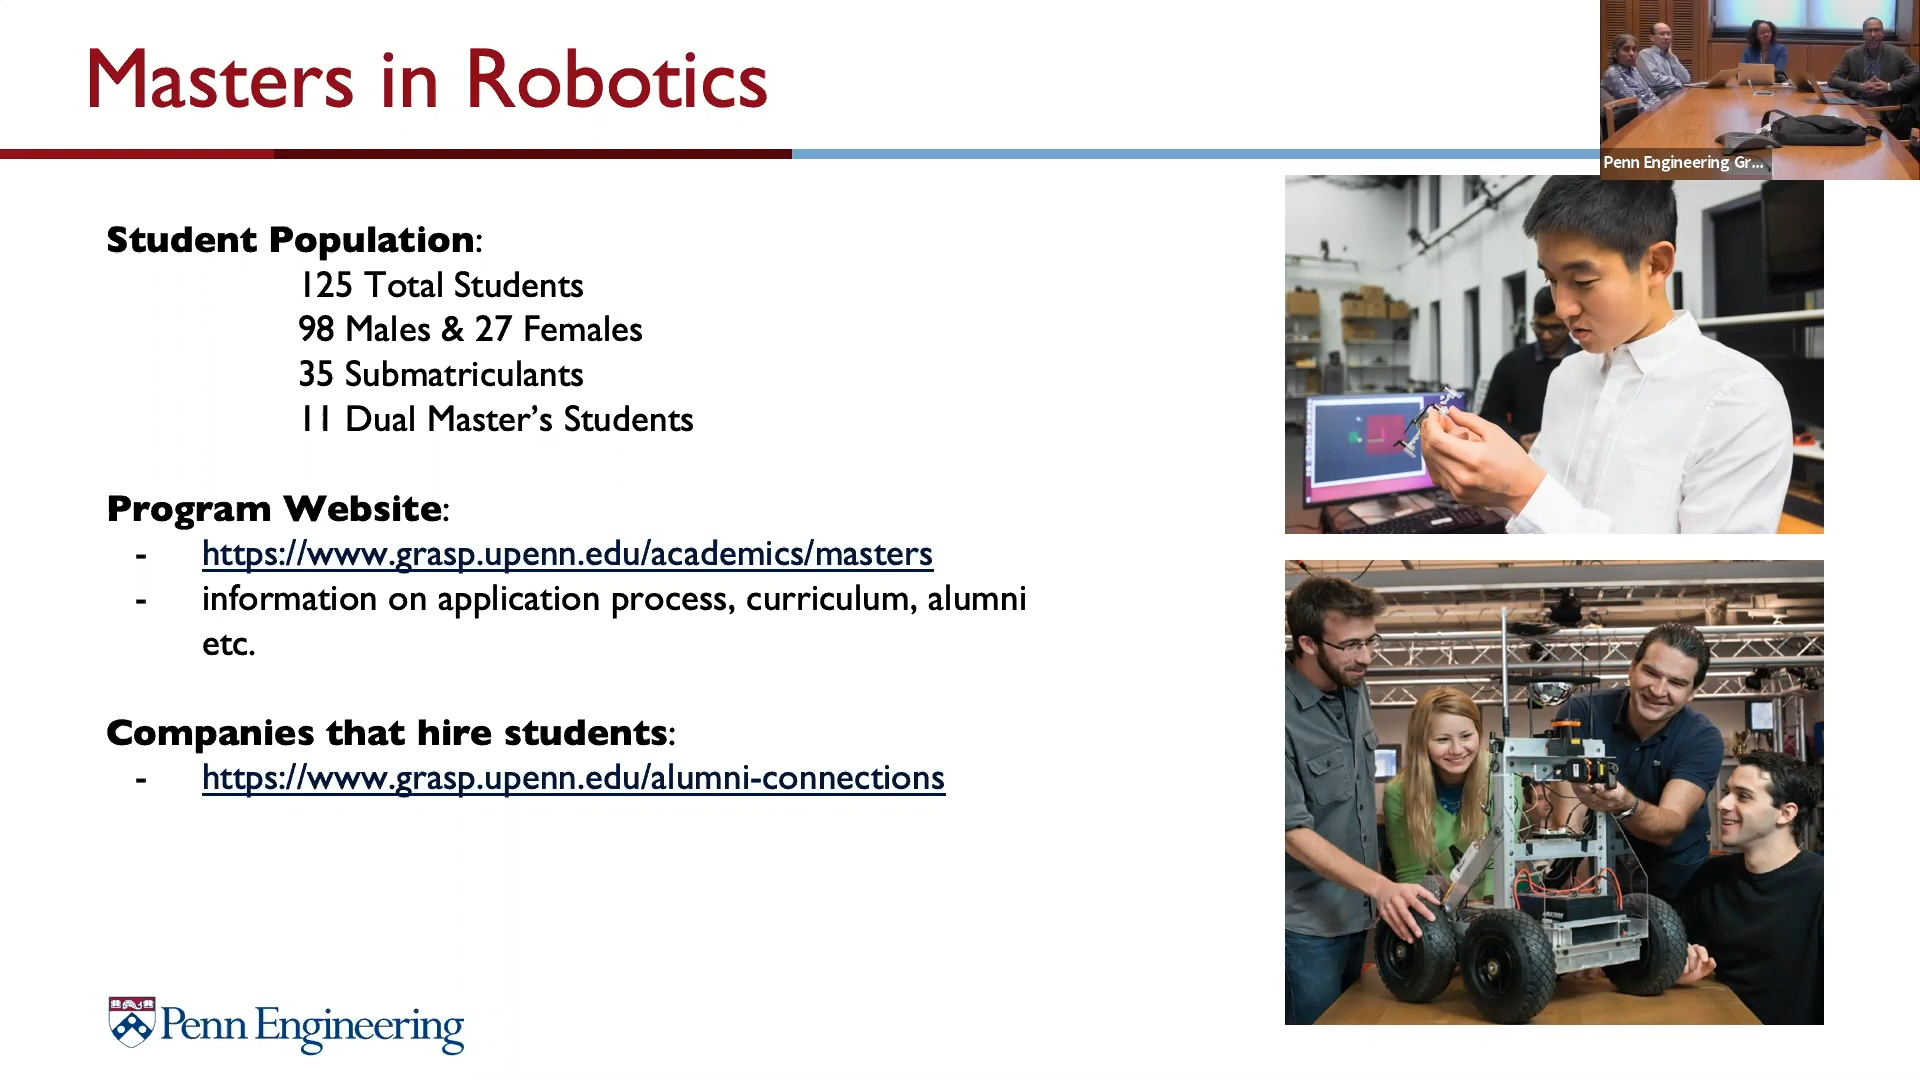 Masters in Robotics
Penn Engineering Gr...
Student Population:
125 Total Students
98 Males & 27 Females
35 Submatriculants
11 Dual Master's Students
Program Website:
- https://www.grasp.upenn.edu/academics/masters
- information on application process, curriculum, alumni
etc.
Companies that hire students:
- https://www.grasp.upenn.edu/alumni-connections
Penn Engineering